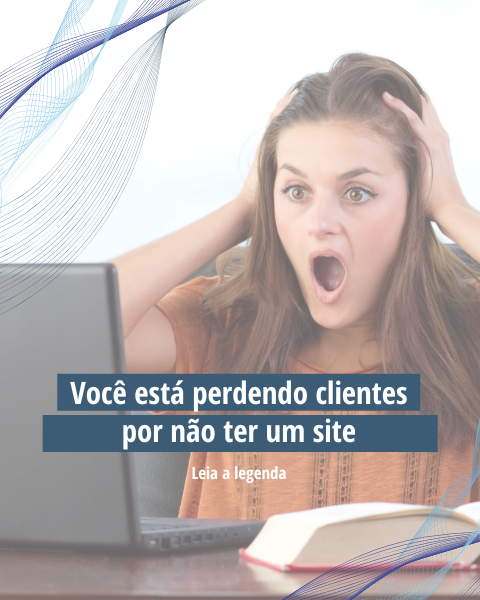 Você está perdendo clientes
por não ter um site
Leia a legenda